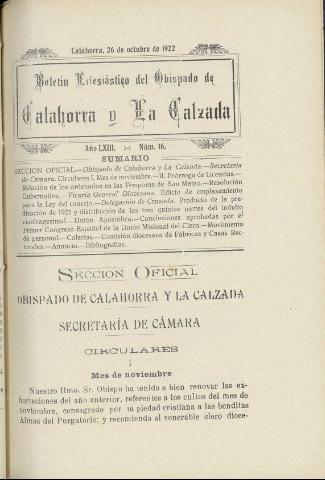 Calahorra, 26 de octubre de 1922
Boletín Eclesiástico del Obispado de
Calahorra y La Calzada
Año LXIII. :-: Núm. 16.
SUMARIO
SECCION OFICIAL.—Obispado de Calahorra y La Calzada.—Secretaría
de Cámara. Circulares I. Mes de noviembre.—II. Prórroga de Licencias.—
Relación de los ordenados en las Témporas de San Mateo.—Resolución
Gubernativa.—Vicaría General Diocesana. Edicto de emplazamiento
para la Ley del consejo.—Delegación de Cruzada. Producto de la pre-
dicación de 1921 y distribución de las tres quintas partes del indulto
cuadragesimal.—Unión Apostólica.—Conclusiones aprobadas por el
Primer Congreso Español de la Unión Misional del Clero.—Movimiento
de personal.—Colectas.—Comisión diocesana de Fábricas y Casas Rec-
torales.—Anuncio.—Bibliografías.
SECCION OFICIAL
OBISPADO DE CALAHORRA Y LA CALZADA
SECRETARÍA DE CÁMARA
CIRCULARES
I
Mes de noviembre
Nuestro Ilmo. Sr. Obispo ha tenido a bien renovar las ex-
hortaciones del año anterior, referentes a los cultos del mes de
noviembre, consagrado por la piedad cristiana a las benditas
Almas del Purgatorio; y recomienda al venerable clero dioce-